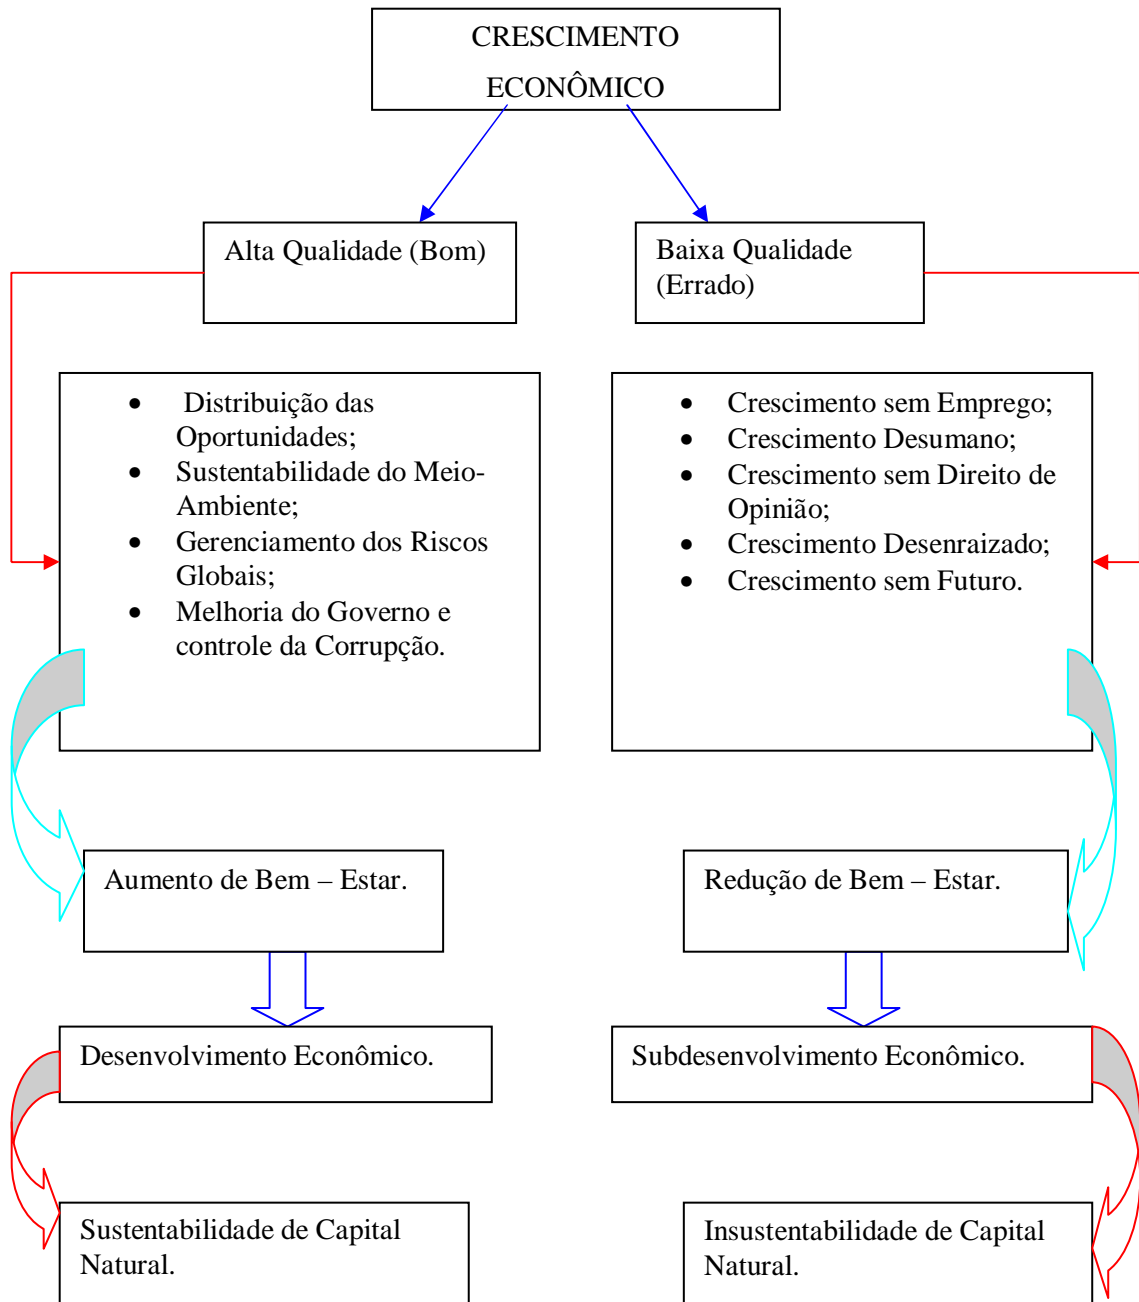 CRESCIMENTO
ECONÔMICO
Alta Qualidade (Bom)
Baixa Qualidade
(Errado)
• Distribuição das
Oportunidades;
• Sustentabilidade do Meio-
Ambiente;
• Gerenciamento dos Riscos
Globais;
• Melhoria do Governo e
controle da Corrupção.
• Crescimento sem Emprego;
• Crescimento Desumano;
• Crescimento sem Direito de
Opinião;
• Crescimento Desenraizado;
• Crescimento sem Futuro.
Aumento de Bem – Estar.
Redução de Bem – Estar.
Desenvolvimento Econômico.
Subdesenvolvimento Econômico.
Sustentabilidade de Capital
Natural.
Insustentabilidade de Capital
Natural.